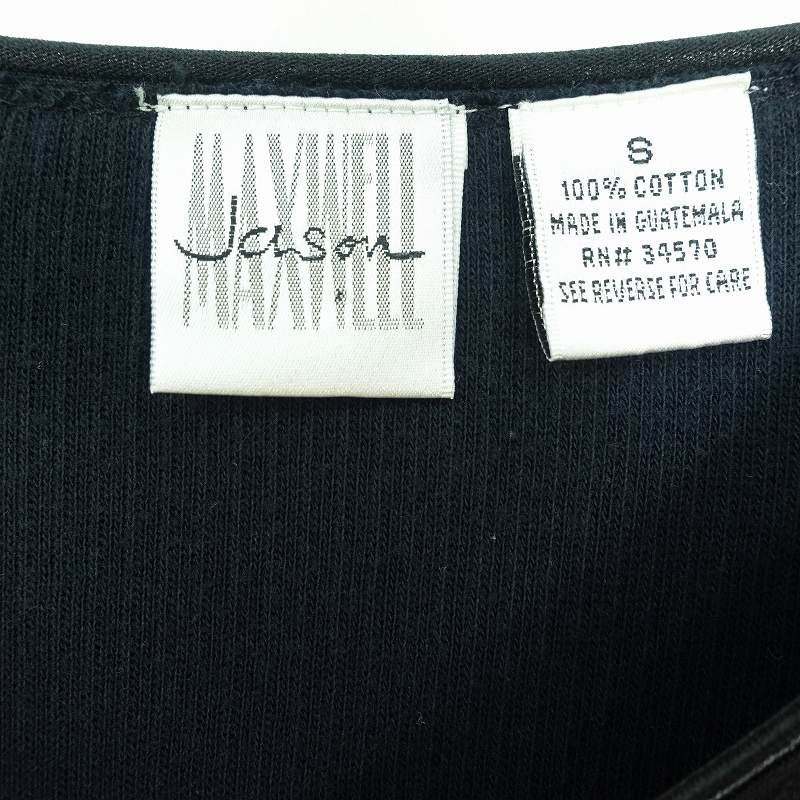 MAXWELL
Jason
MAXWELL
S
100% COTTON
MADE IN GUATEMALA
RN# 34570
SEE REVERSE FOR CARE